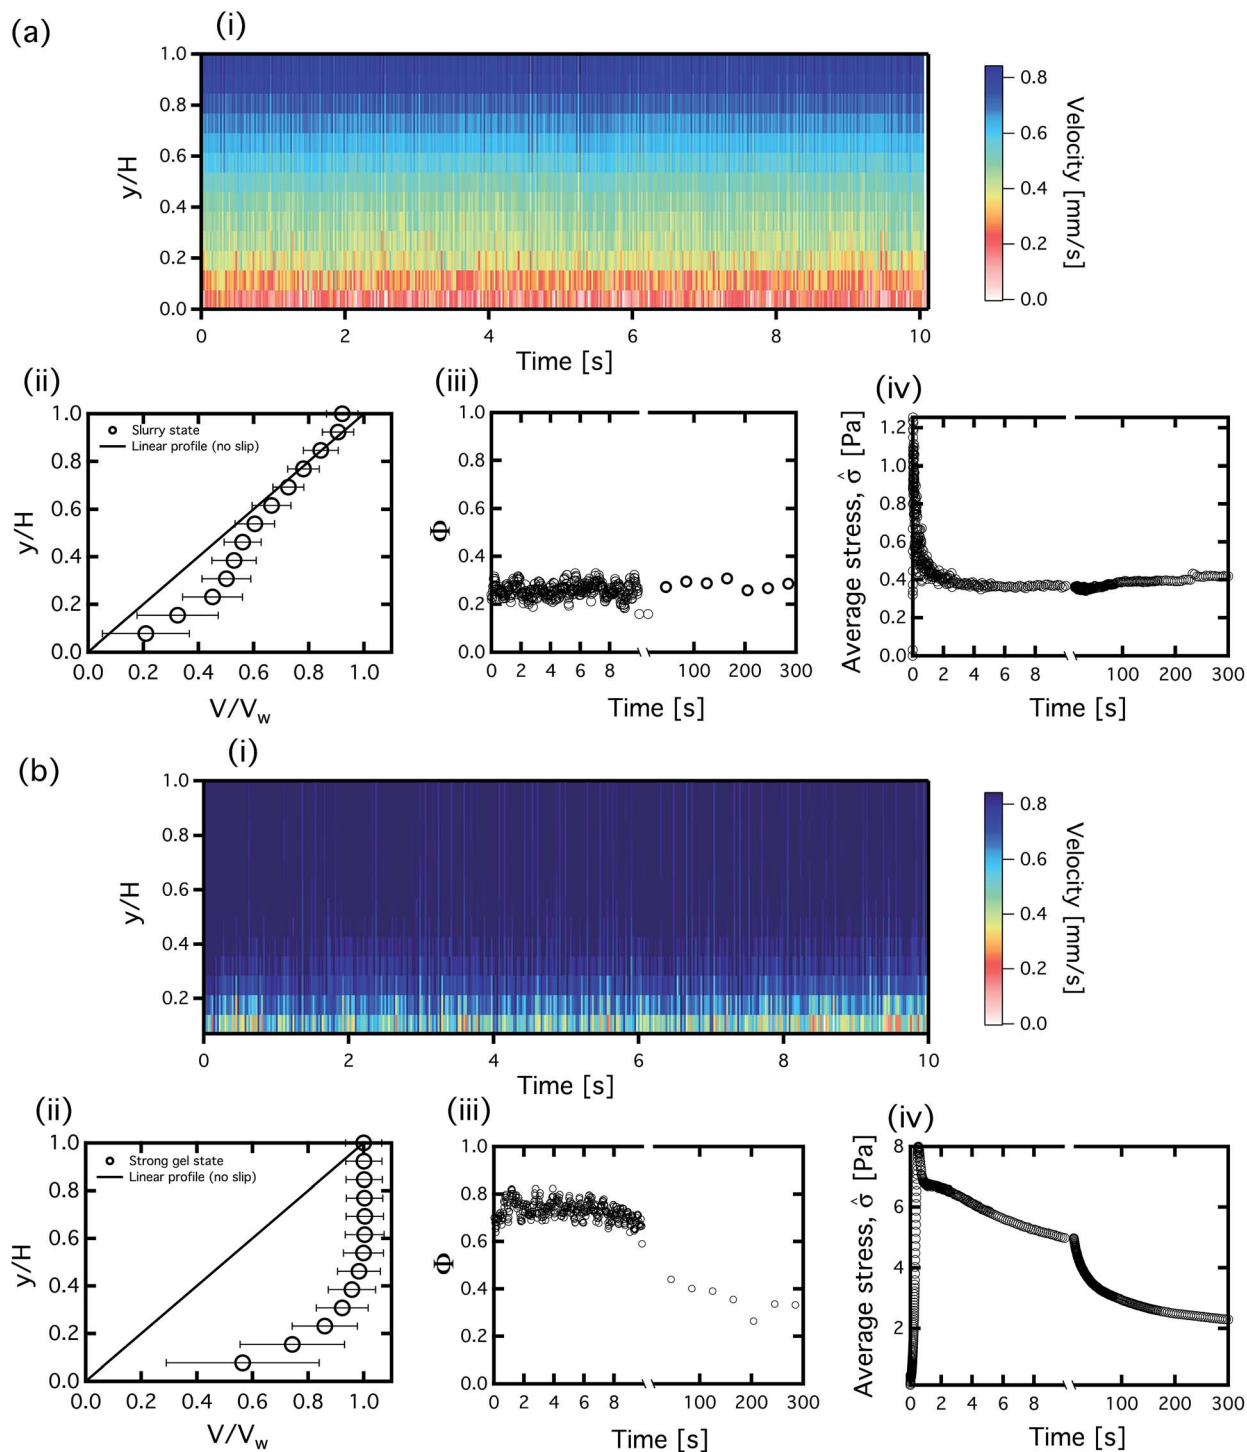 (a)
(i)
1.0
0.8
0.6
0.4
0.2
0.0
y/H
0 2 4 6 8 10
Time [s]
0.8
0.6
0.4
0.2
0.0
Velocity [mm/s]
(ii)
1.0
0.8
0.6
0.4
0.2
0.0
y/H
Slurry state
Linear profile (no slip)
0.0 0.2 0.4 0.6 0.8 1.0
V/Vw
(iii)
1.0
0.8
0.6
0.4
0.2
0.0
Φ
0 2 4 6 8 100 200 300
Time [s]
(iv)
1.2
1.0
0.8
0.6
0.4
0.2
0.0
Average stress, σ̂ [Pa]
0 2 4 6 8 100 200 300
Time [s]
(b)
(i)
1.0
0.8
0.6
0.4
0.2
y/H
0 2 4 6 8 10
Time [s]
0.8
0.6
0.4
0.2
0.0
Velocity [mm/s]
(ii)
1.0
0.8
0.6
0.4
0.2
0.0
y/H
Strong gel state
Linear profile (no slip)
0.0 0.2 0.4 0.6 0.8 1.0
V/Vw
(iii)
1.0
0.8
0.6
0.4
0.2
0.0
Φ
0 2 4 6 8 100 200 300
Time [s]
(iv)
8
6
4
2
Average stress, σ̂ [Pa]
0 2 4 6 8 100 200 300
Time [s]